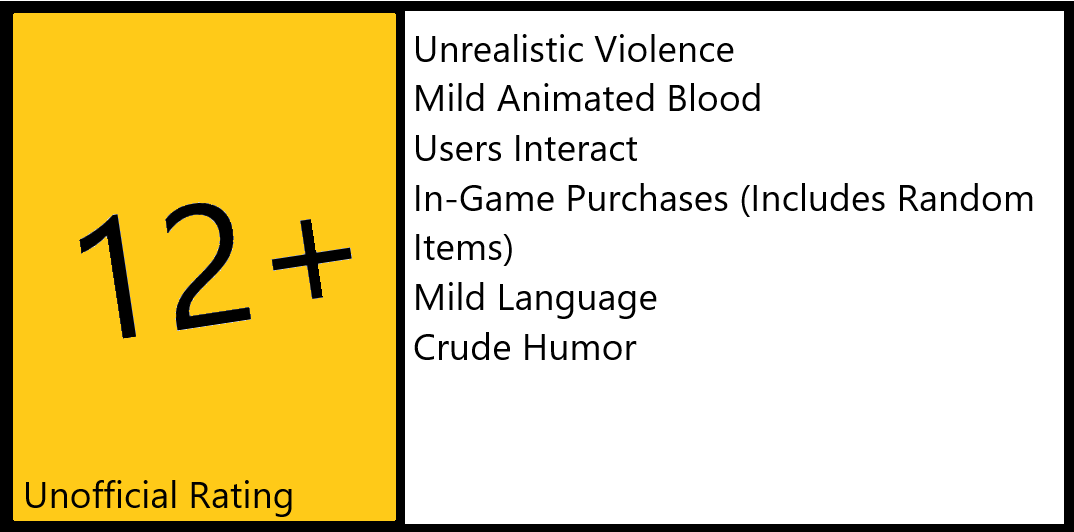 12+
Unofficial Rating
Unrealistic Violence
Mild Animated Blood
Users Interact
In-Game Purchases (Includes Random
Items)
Mild Language
Crude Humor